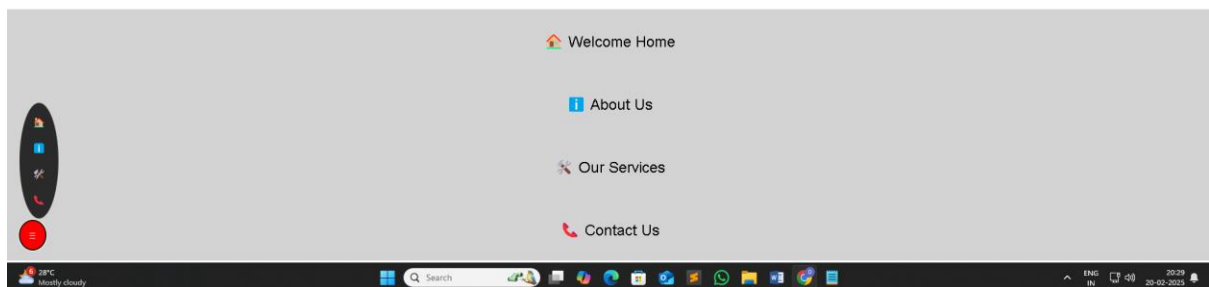 Welcome Home
About Us
Our Services
Contact Us
6
28°C
Mostly cloudy
Search
ENG
IN
20:29
20-02-2025